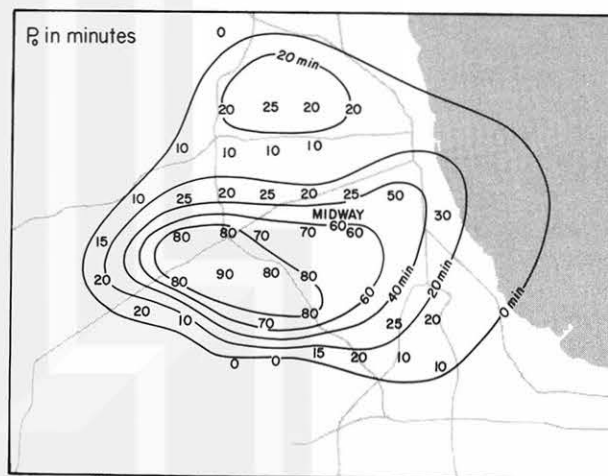 P₀ in minutes
0
20 min
20 25 20 20
10 10 10 10
10 25 20 25 20 25 50
MIDWAY
30
15 80 80 70 70 60 60
20 80 90 80 80 60 40 min 20 min 0 min
20 10 70 80 25 20
0 0 15 20 10
10